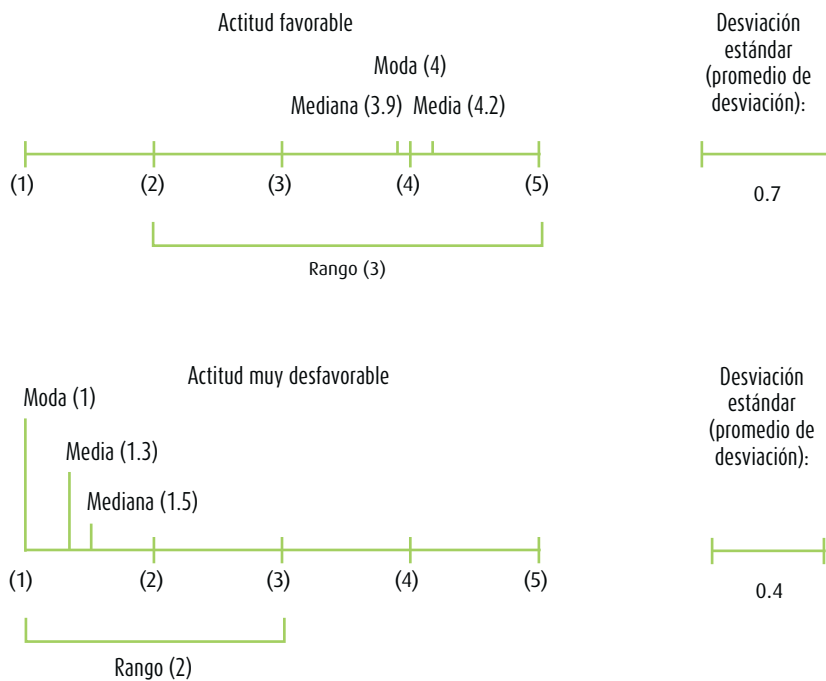 Actitud favorable
Moda (4)
Mediana (3.9) Media (4.2)
(1) (2) (3) (4) (5)
Rango (3)
Desviación
estándar
(promedio de
desviación):
0.7
Actitud muy desfavorable
Moda (1)
Media (1.3)
Mediana (1.5)
(1) (2) (3) (4) (5)
Rango (2)
Desviación
estándar
(promedio de
desviación):
0.4